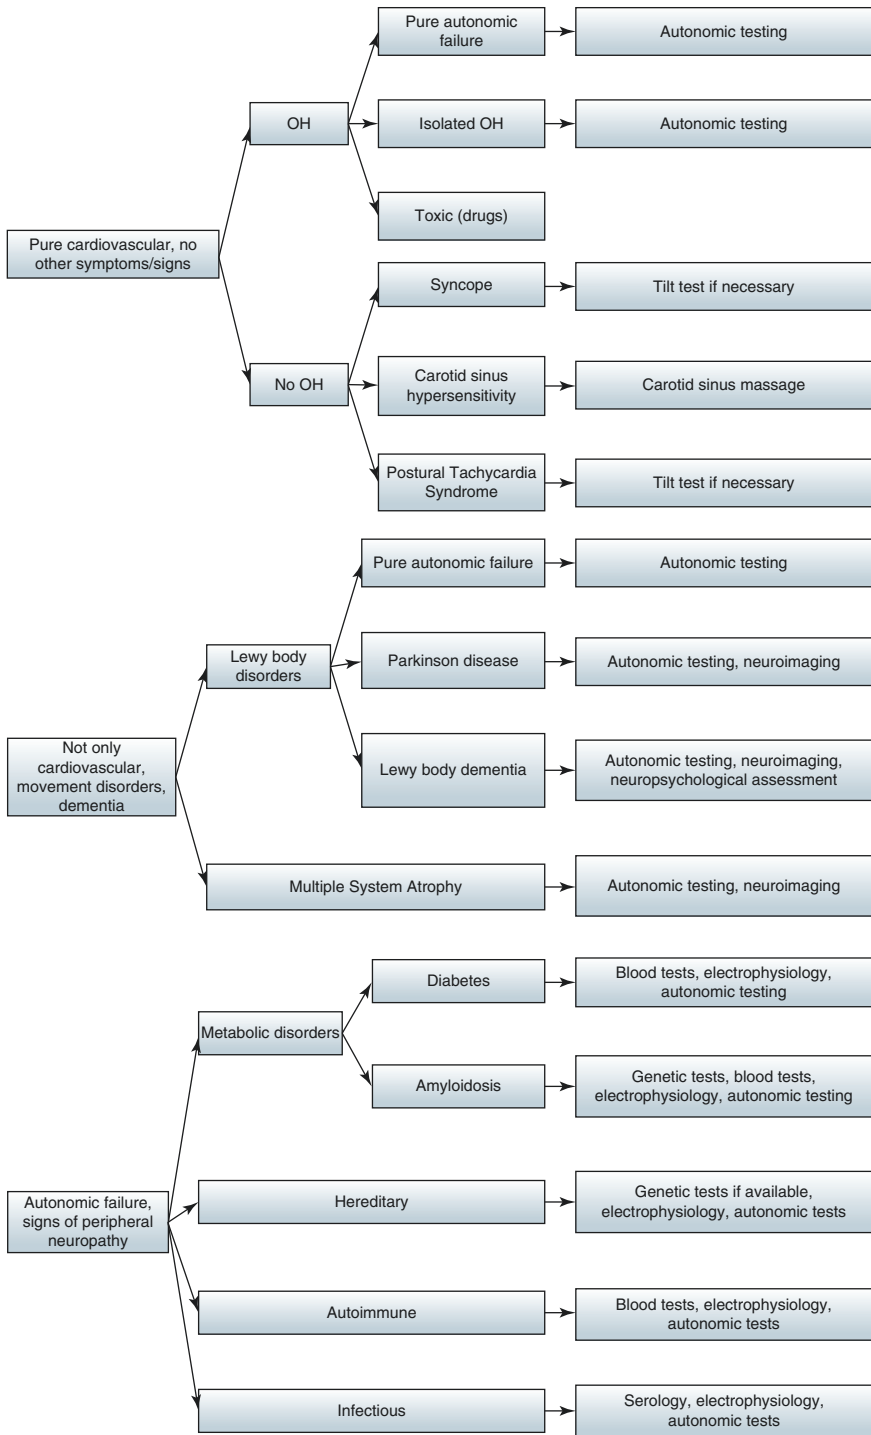 Pure autonomic
failure
Autonomic testing
OH
Isolated OH
Autonomic testing
Toxic (drugs)
Pure cardiovascular, no
other symptoms/signs
Syncope
Tilt test if necessary
No OH
Carotid sinus
hypersensitivity
Carotid sinus massage
Postural Tachycardia
Syndrome
Tilt test if necessary
Pure autonomic failure
Autonomic testing
Lewy body
disorders
Parkinson disease
Autonomic testing, neuroimaging
Not only
cardiovascular,
movement disorders,
dementia
Lewy body dementia
Autonomic testing, neuroimaging,
neuropsychological assessment
Multiple System Atrophy
Autonomic testing, neuroimaging
Diabetes
Blood tests, electrophysiology,
autonomic testing
Metabolic disorders
Amyloidosis
Genetic tests, blood tests,
electrophysiology, autonomic testing
Autonomic failure,
signs of peripheral
neuropathy
Hereditary
Genetic tests if available,
electrophysiology, autonomic tests
Autoimmune
Blood tests, electrophysiology,
autonomic tests
Infectious
Serology, electrophysiology,
autonomic tests